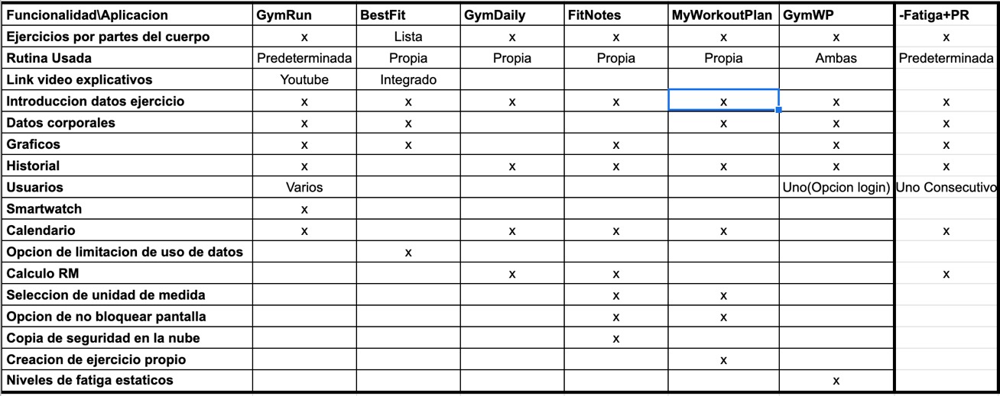 Funcionalidad\Aplicacion GymRun BestFit GymDaily FitNotes MyWorkoutPlan GymWP -Fatiga+PR
Ejercicios por partes del cuerpo x Lista x x x x x
Rutina Usada Predeterminada Propia Propia Propia Propia Ambas Predeterminada
Link video explicativos Youtube Integrado
Introduccion datos ejercicio x x x x x x x
Datos corporales x x x x x
Graficos x x x x x
Historial x x x x x x
Usuarios Varios Uno(Opcion login) Uno Consecutivo
Smartwatch x
Calendario x x x x x
Opcion de limitacion de uso de datos x
Calculo RM x x x
Seleccion de unidad de medida x x
Opcion de no bloquear pantalla x x
Copia de seguridad en la nube x
Creacion de ejercicio propio x
Niveles de fatiga estaticos x